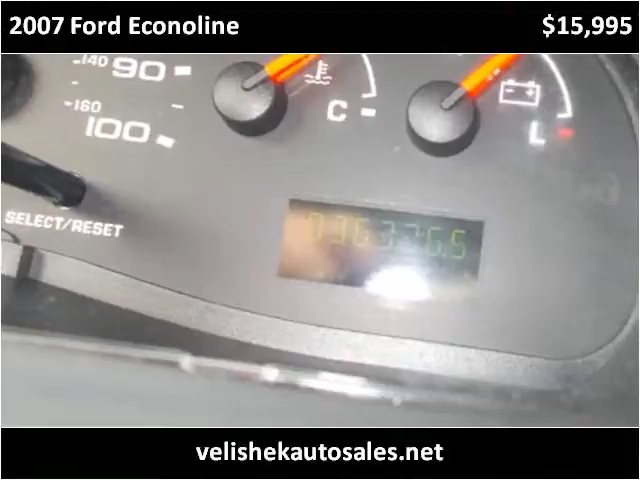 2007 Ford Econoline $15,995
140 90
160
100
C
L
SELECT/RESET
velishekautosales.net